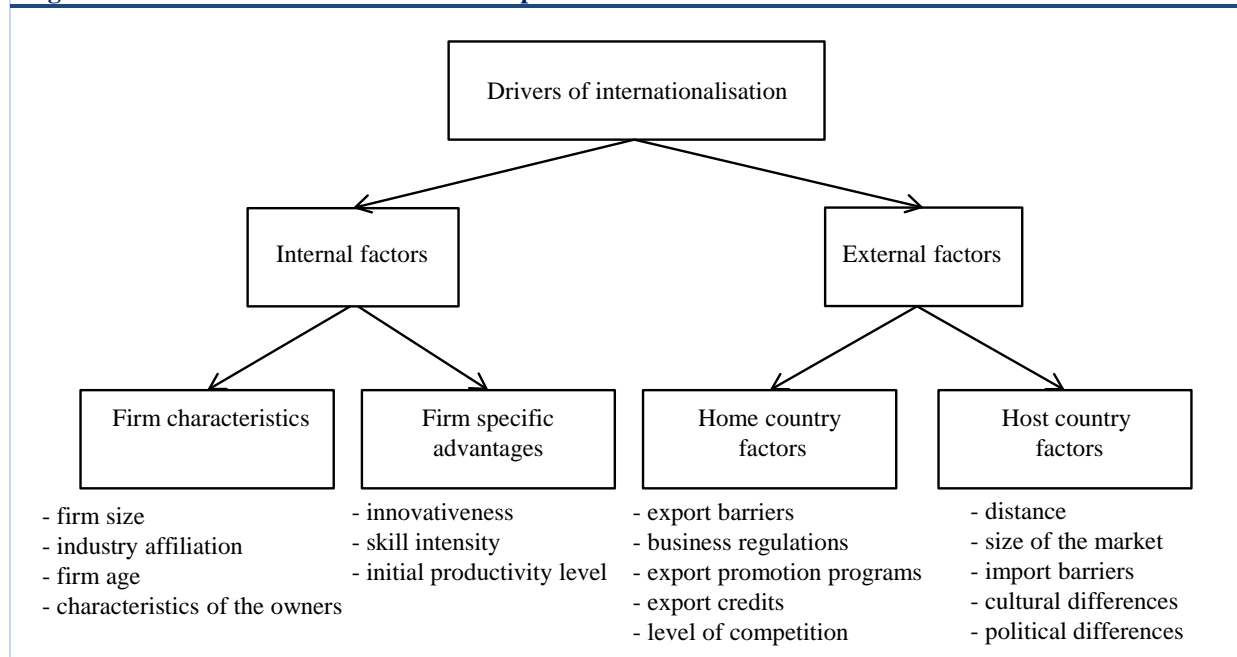 Drivers of internationalisation
Internal factors
External factors
Firm characteristics
Firm specific
advantages
Home country
factors
Host country
factors
- firm size
- industry affiliation
- firm age
- characteristics of the owners
- innovativeness
- skill intensity
- initial productivity level
- export barriers
- business regulations
- export promotion programs
- export credits
- level of competition
- distance
- size of the market
- import barriers
- cultural differences
- political differences